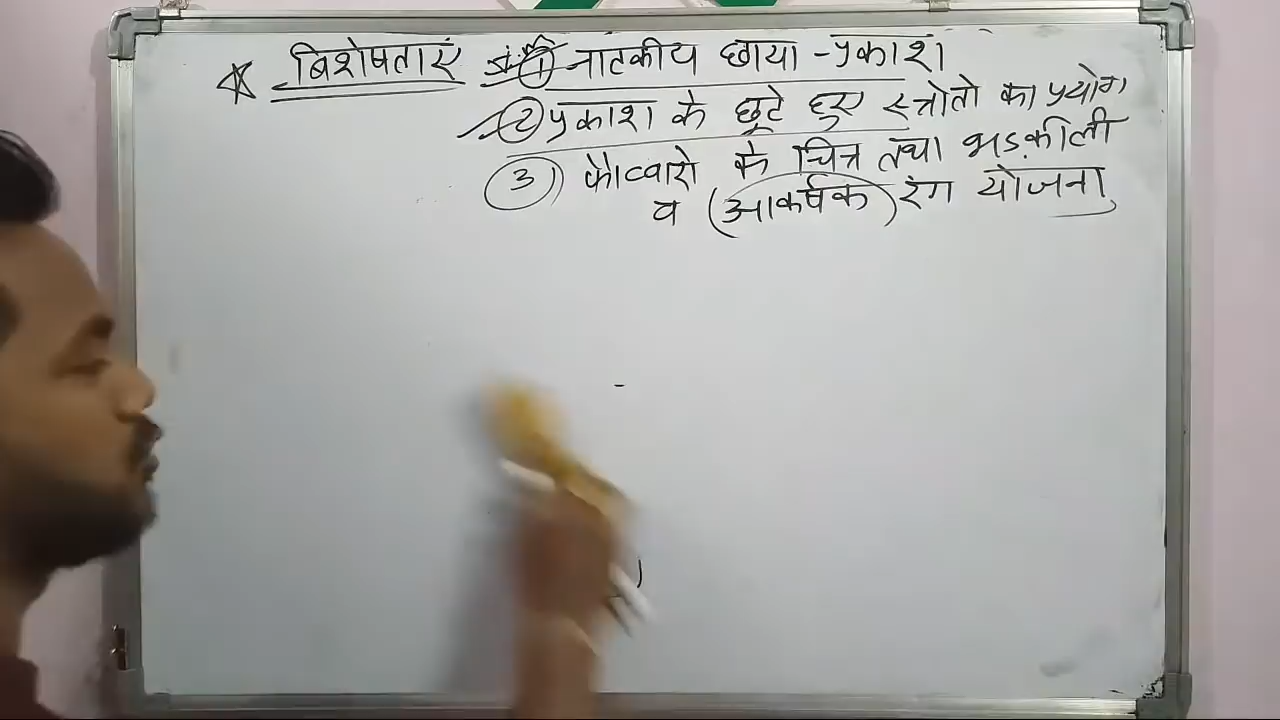 बिशेषताएं ① नाटकीय छाया - प्रकाश
② प्रकाश के छूटे हुए स्त्रोतो का प्रयोग
③ फौव्वारो के चित्र तथा भड़कीली
व (आकर्षक) रंग योजना